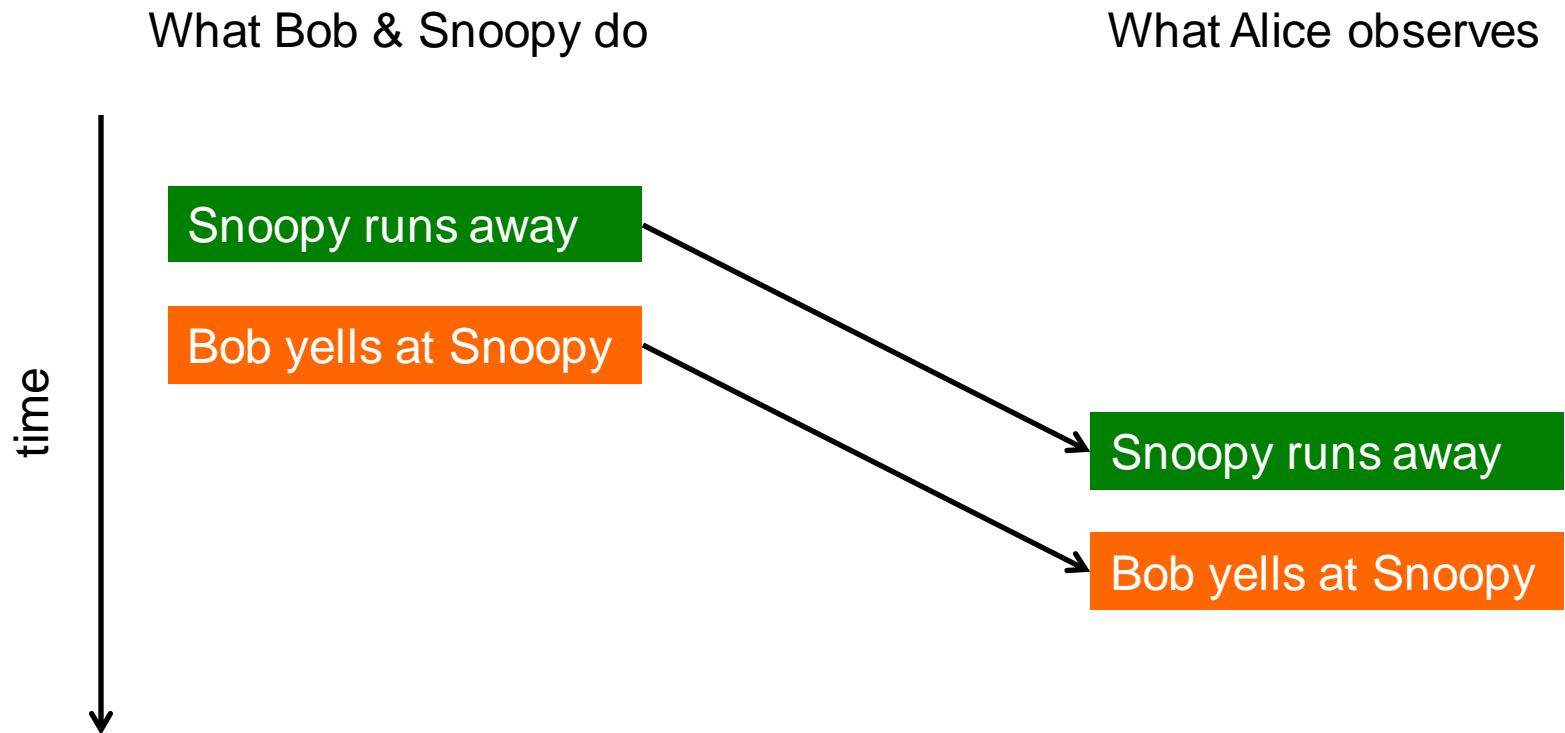 What Bob & Snoopy do
What Alice observes
time
Snoopy runs away
Bob yells at Snoopy
Snoopy runs away
Bob yells at Snoopy